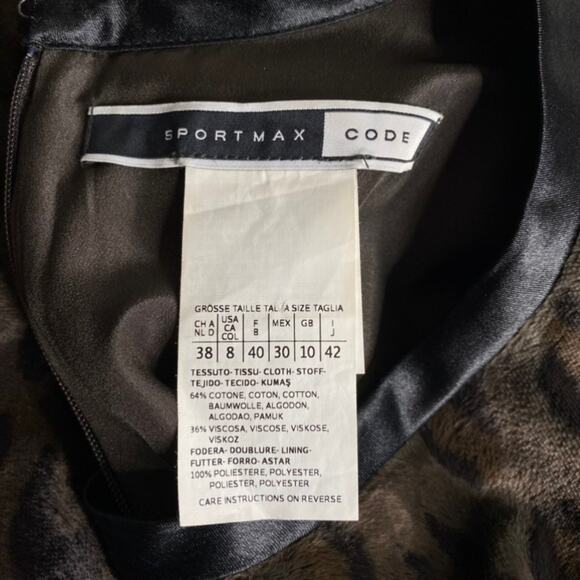 SPORTMAX CODE
GRÖSSE TAILLE TALLA SIZE TAGLIA
CH A NL D USA CA COL F B MEX GB I J
38 8 40 30 10 42
TESSUTO- TISSU- CLOTH- STOFF-
TEJIDO- TECIDO- KUMAŞ
64% COTONE, COTON, COTTON,
BAUMWOLLE, ALGODON,
ALGODAO, PAMUK
36% VISCOSA, VISCOSE, VISKOSE,
VISKOZ
FODERA- DOUBLURE- LINING-
FUTTER- FORRO- ASTAR
100% POLIESTERE, POLYESTER,
POLIESTER, POLYESTER
CARE INSTRUCTIONS ON REVERSE